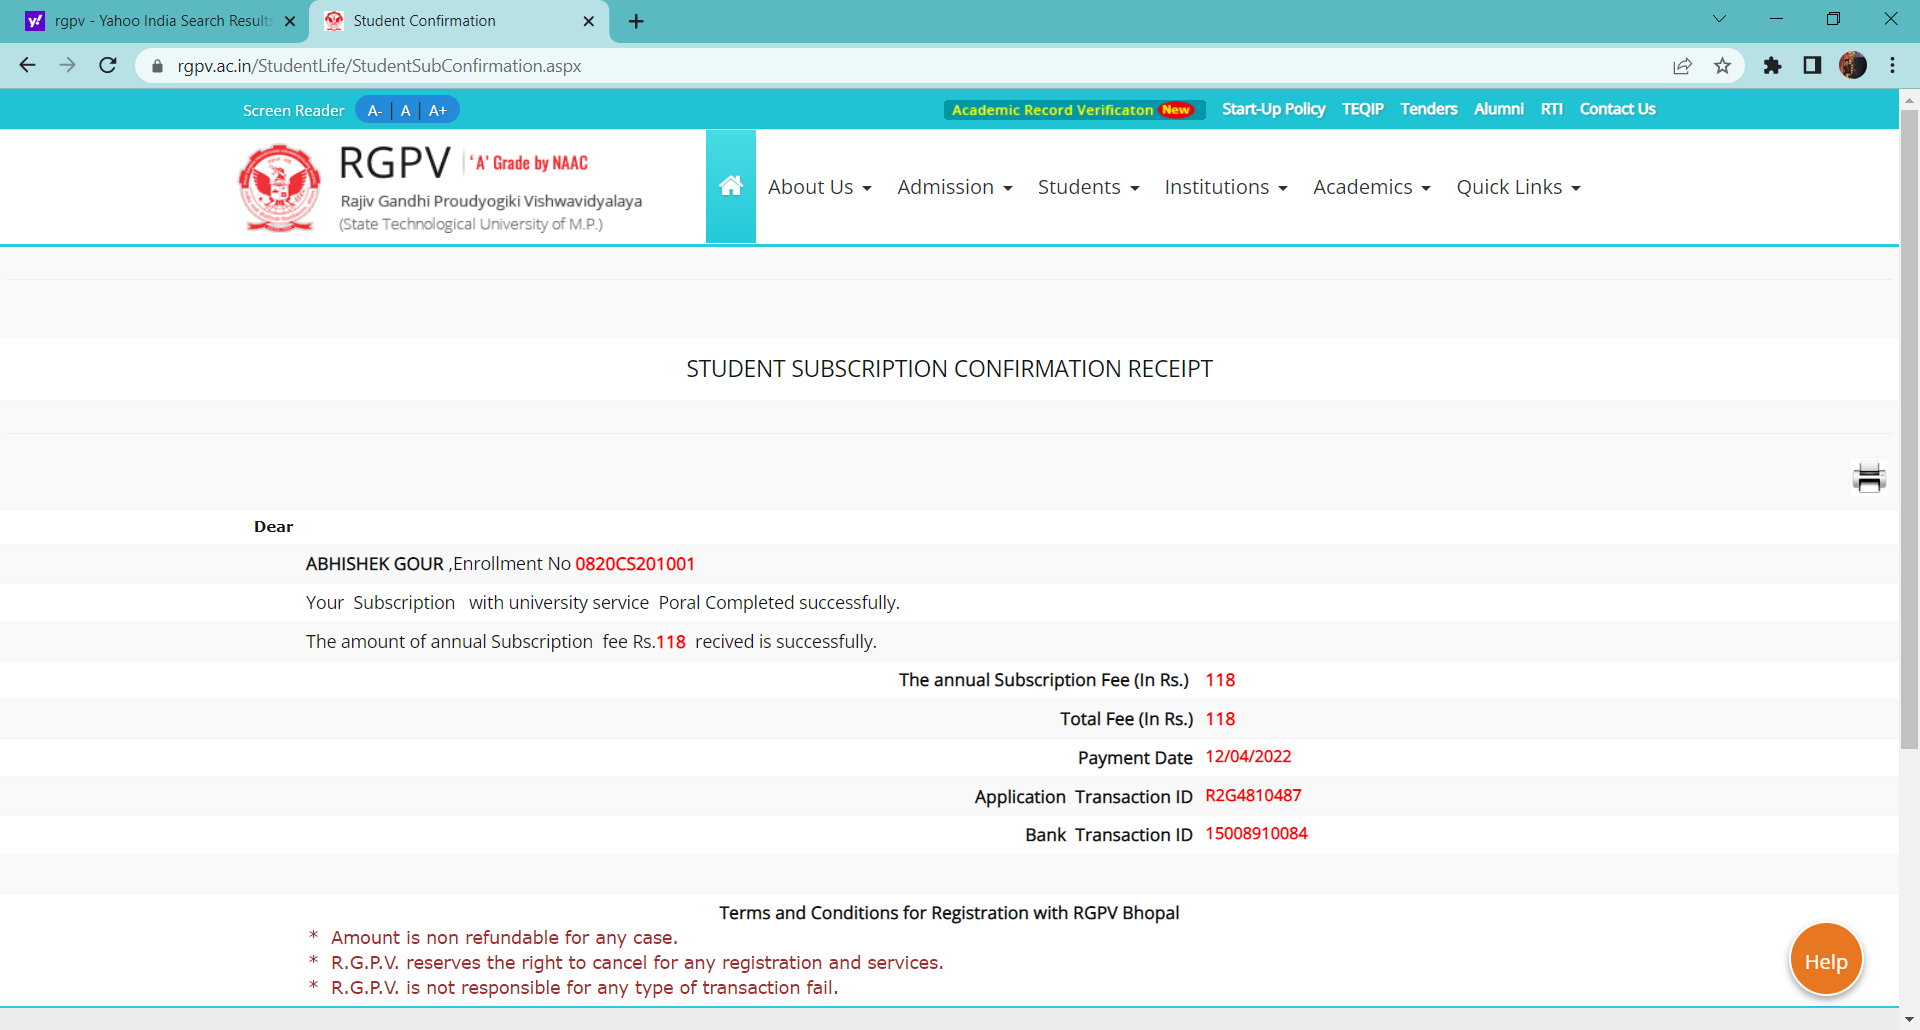 rgpv - Yahoo India Search Results
Student Confirmation
rgpv.ac.in/StudentLife/StudentSubConfirmation.aspx
Screen Reader A- A A+ Academic Record Verificaton New Start-Up Policy TEQIP Tenders Alumni RTI Contact Us
RGPV 'A' Grade by NAAC
Rajiv Gandhi Proudyogiki Vishwavidyalaya
(State Technological University of M.P.)
About Us Admission Students Institutions Academics Quick Links
STUDENT SUBSCRIPTION CONFIRMATION RECEIPT
Dear
ABHISHEK GOUR ,Enrollment No 0820CS201001
Your Subscription with university service Poral Completed successfully.
The amount of annual Subscription fee Rs.118 recived is successfully.
The annual Subscription Fee (In Rs.) 118
Total Fee (In Rs.) 118
Payment Date 12/04/2022
Application Transaction ID R2G4810487
Bank Transaction ID 15008910084
Terms and Conditions for Registration with RGPV Bhopal
* Amount is non refundable for any case.
* R.G.P.V. reserves the right to cancel for any registration and services.
* R.G.P.V. is not responsible for any type of transaction fail.
Help